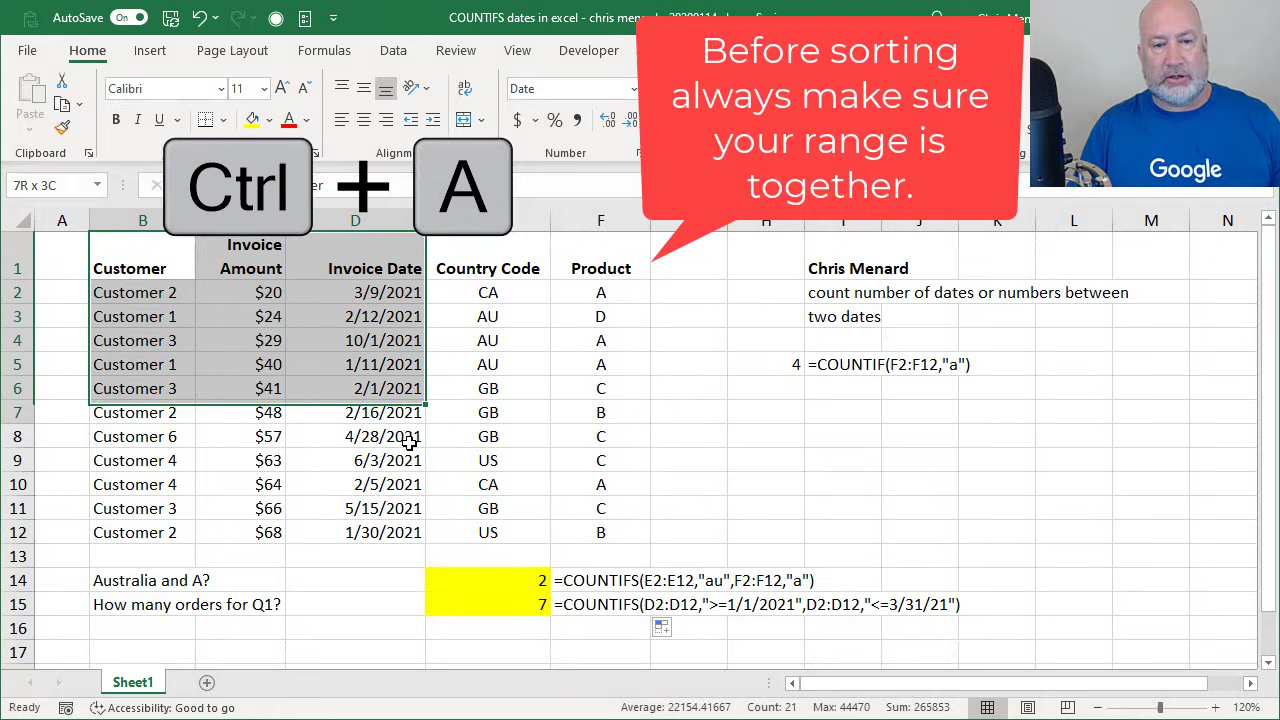 AutoSave On
COUNTIFS dates in excel - chris menard
File Home Insert Page Layout Formulas Data Review View Developer
Before sorting
always make sure
your range is
together.
Google
Paste
Calibri 11
Date
B I U A
$ % 9
Clipboard
Alignm
Number
Ctrl + A
7R x 3C
A B D F H J K L M N
1 Customer Invoice Amount Invoice Date Country Code Product Chris Menard
2 Customer 2 $20 3/9/2021 CA A count number of dates or numbers between
3 Customer 1 $24 2/12/2021 AU D two dates
4 Customer 3 $29 10/1/2021 AU A
5 Customer 1 $40 1/11/2021 AU A 4 =COUNTIF(F2:F12,"a")
6 Customer 3 $41 2/1/2021 GB C
7 Customer 2 $48 2/16/2021 GB B
8 Customer 6 $57 4/28/2021 GB C
9 Customer 4 $63 6/3/2021 US C
10 Customer 4 $64 2/5/2021 CA A
11 Customer 3 $66 5/15/2021 GB C
12 Customer 2 $68 1/30/2021 US B
13
14 Australia and A? 2 =COUNTIFS(E2:E12,"au",F2:F12,"a")
15 How many orders for Q1? 7 =COUNTIFS(D2:D12,">=1/1/2021",D2:D12,"<=3/31/21")
16
17
Sheet1
Ready Accessibility: Good to go Average: 22154.41667 Count: 21 Max: 44470 Sum: 265853 120%